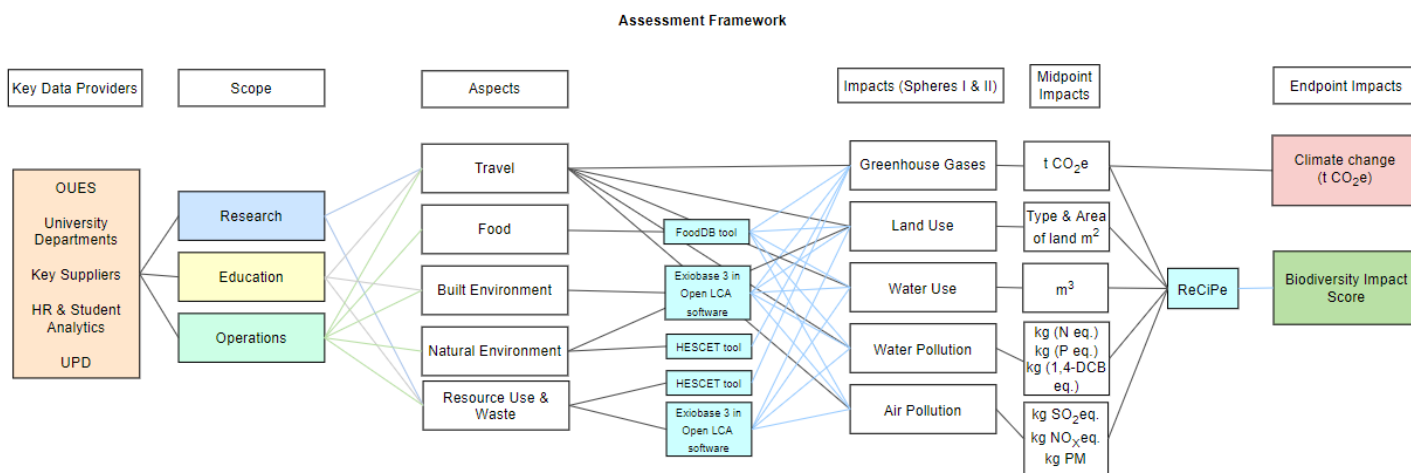 Assessment Framework
Key Data Providers
Scope
Aspects
Impacts (Spheres I & II)
Midpoint
Impacts
Endpoint Impacts
OUES
University
Departments
Key Suppliers
HR & Student
Analytics
UPD
Research
Education
Operations
Travel
Food
Built Environment
Natural Environment
Resource Use &
Waste
FoodDB tool
Exiobase 3 in
Open LCA
software
HESCET tool
HESCET tool
Exiobase 3 in
Open LCA
software
Greenhouse Gases
Land Use
Water Use
Water Pollution
Air Pollution
t CO₂e
Type & Area
of land m²
m³
kg (N eq.)
kg (P eq.)
kg (1,4-DCB
eq.)
kg SO₂eq.
kg NOₓeq.
kg PM
ReCiPe
Climate change
(t CO₂e)
Biodiversity Impact
Score